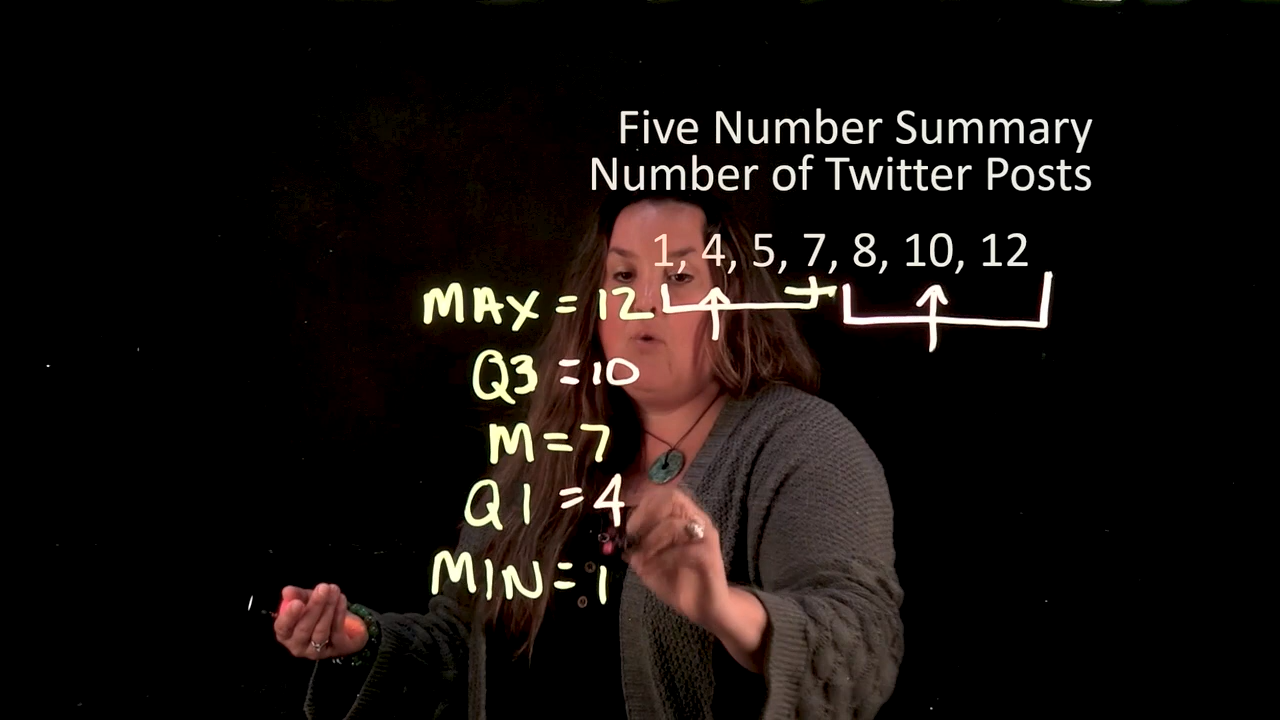 Five Number Summary
Number of Twitter Posts
1, 4, 5, 7, 8, 10, 12
MAX = 12
Q3 = 10
M = 7
Q1 = 4
MIN = 1